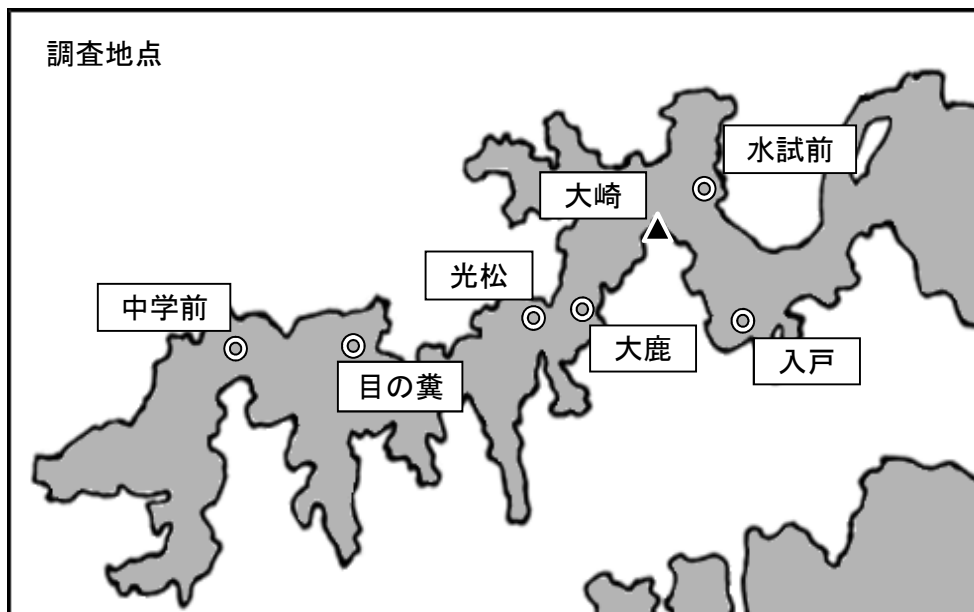 調査地点
水試前
大崎
光松
中学前
大鹿
入戸
目の糞